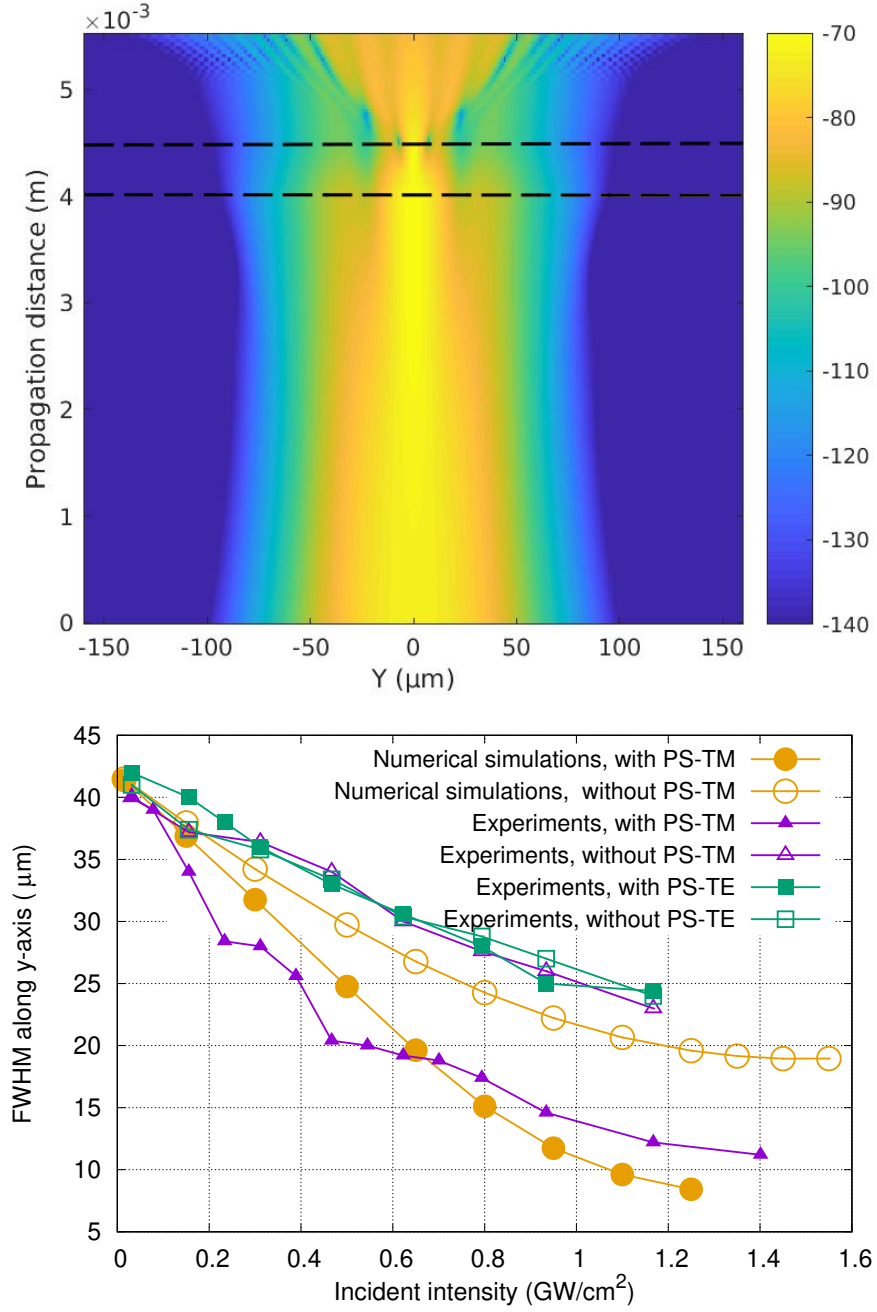 ×10⁻³
5
4
3
2
1
0
Propagation distance (m)
-150 -100 -50 0 50 100 150
Y (µm)
-70
-80
-90
-100
-110
-120
-130
-140
45
40
35
30
25
20
15
10
5
FWHM along y-axis ( µm)
Numerical simulations, with PS-TM
Numerical simulations,  without PS-TM
Experiments, with PS-TM
Experiments, without PS-TM
Experiments, with PS-TE
Experiments, without PS-TE
0 0.2 0.4 0.6 0.8 1 1.2 1.4 1.6
Incident intensity (GW/cm²)